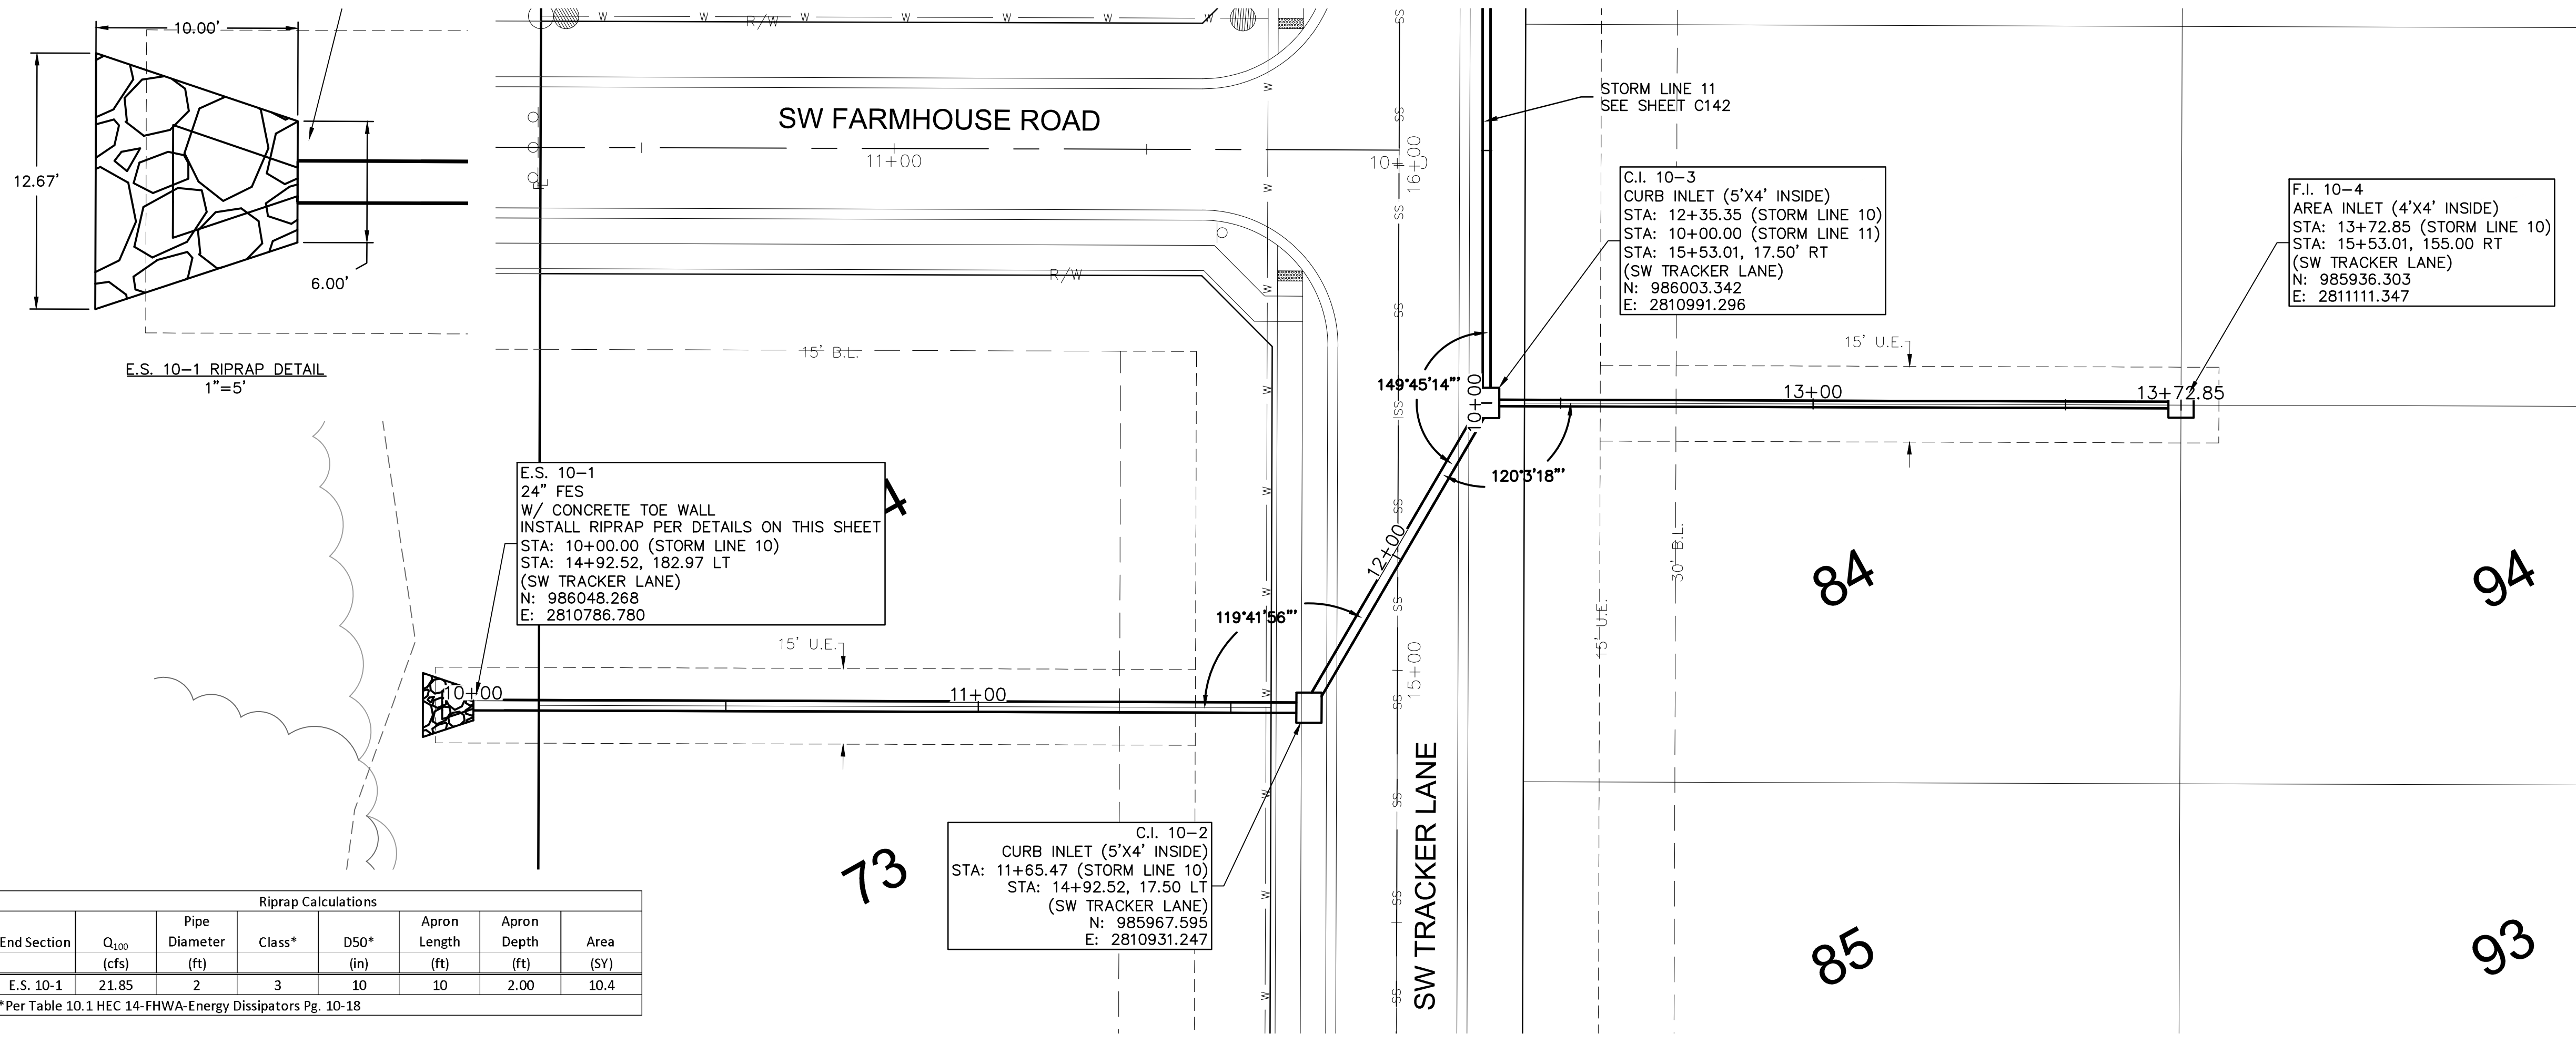 10.00'
12.67'
6.00'
E.S. 10-1 RIPRAP DETAIL
1"=5'
W W W W W W W
R/W
SW FARMHOUSE ROAD
11+00
16+00
R/W
15' B.L.
STORM LINE 11
SEE SHEET C142
C.I. 10-3
CURB INLET (5'X4' INSIDE)
STA: 12+35.35 (STORM LINE 10)
STA: 10+00.00 (STORM LINE 11)
STA: 15+53.01, 17.50' RT
(SW TRACKER LANE)
N: 986003.342
E: 2810991.296
F.I. 10-4
AREA INLET (4'X4' INSIDE)
STA: 13+72.85 (STORM LINE 10)
STA: 15+53.01, 155.00 RT
(SW TRACKER LANE)
N: 985936.303
E: 2811111.347
15' U.E.
149°45'14"'
10+00
13+00
13+72.85
120°3'18"'
E.S. 10-1
24" FES
W/ CONCRETE TOE WALL
INSTALL RIPRAP PER DETAILS ON THIS SHEET
STA: 10+00.00 (STORM LINE 10)
STA: 14+92.52, 182.97 LT
(SW TRACKER LANE)
N: 986048.268
E: 2810786.780
12+00
119°41'56"'
15' U.E.
10+00
11+00
15+00
15' U.E.
30' B.L.
84
94
C.I. 10-2
CURB INLET (5'X4' INSIDE)
STA: 11+65.47 (STORM LINE 10)
STA: 14+92.52, 17.50 LT
(SW TRACKER LANE)
N: 985967.595
E: 2810931.247
SW TRACKER LANE
73
85
93
Riprap Calculations
End Section Q100 (cfs) Pipe Diameter (ft) Class* D50* (in) Apron Length (ft) Apron Depth (ft) Area (SY)
E.S. 10-1 21.85 2 3 10 10 2.00 10.4
*Per Table 10.1 HEC 14-FHWA-Energy Dissipators Pg. 10-18